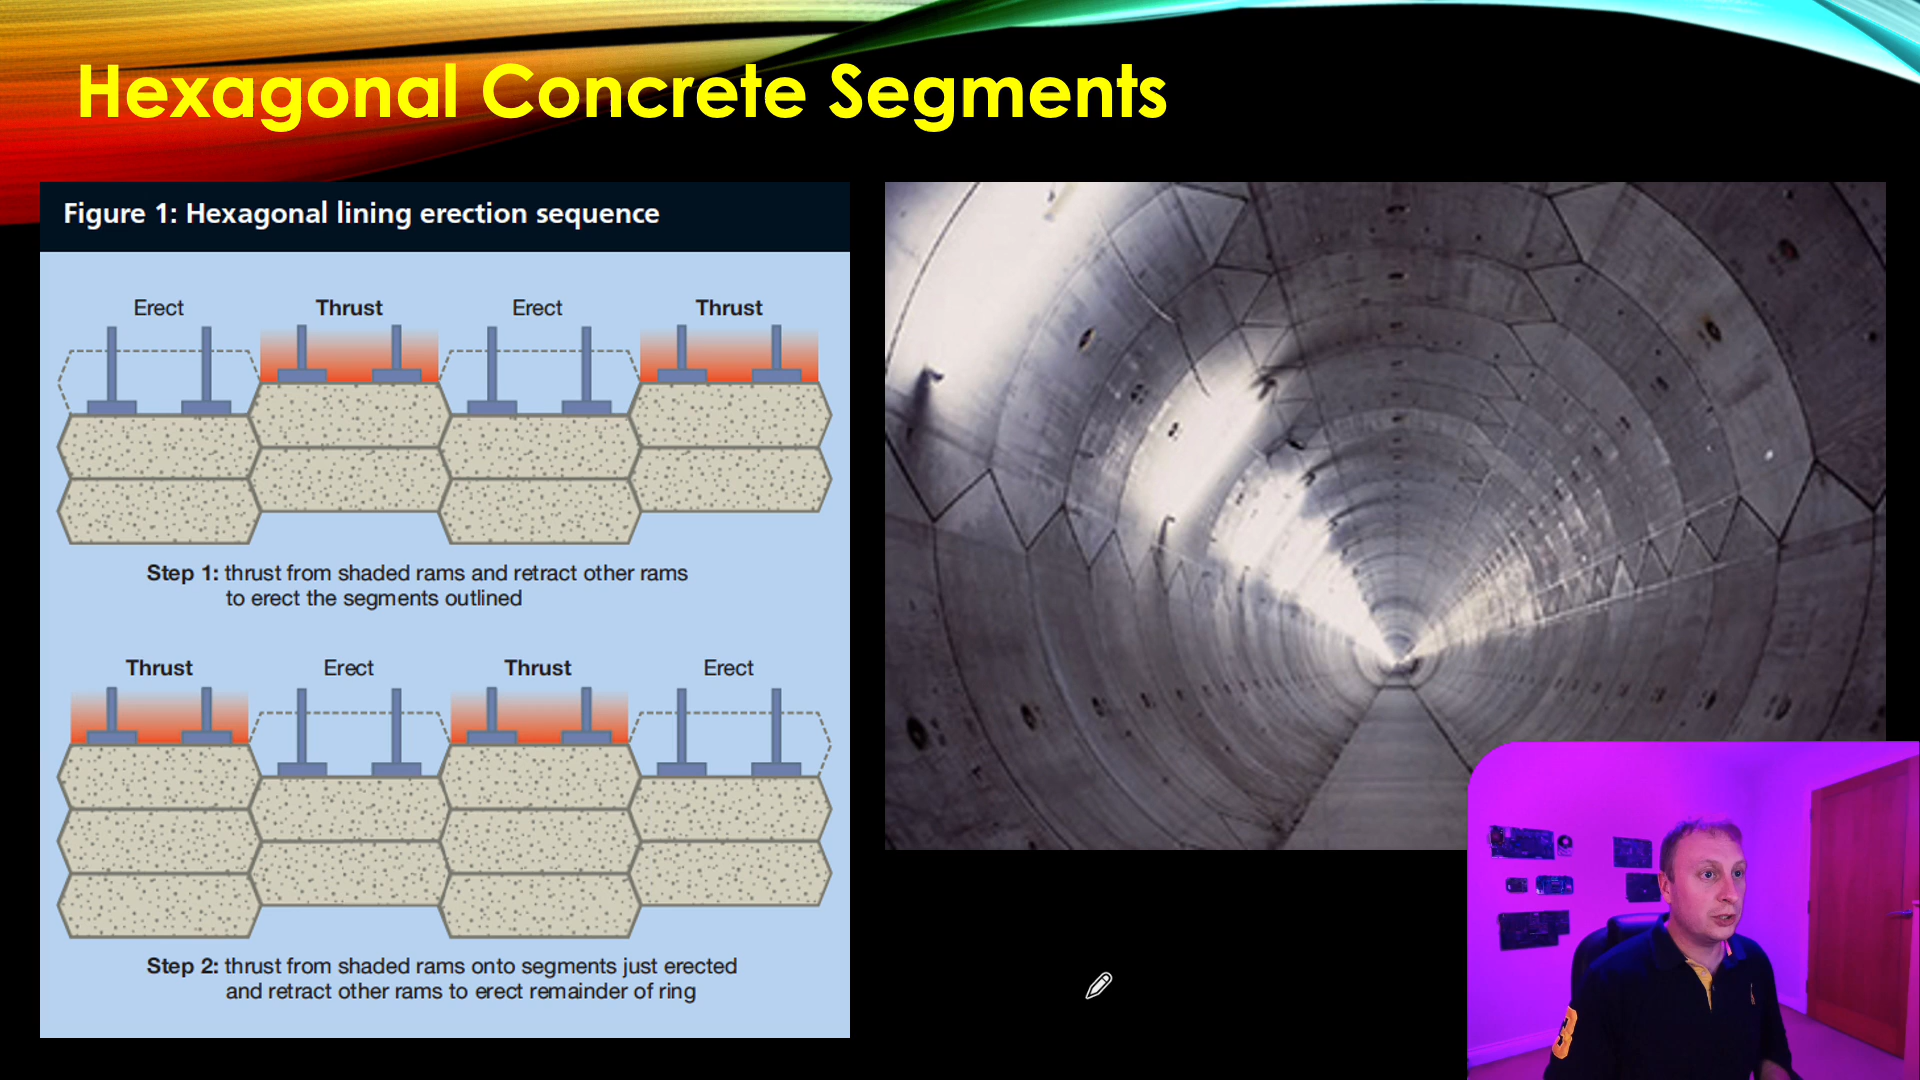 Hexagonal Concrete Segments
Figure 1: Hexagonal lining erection sequence
Erect Thrust Erect Thrust
Step 1: thrust from shaded rams and retract other rams
to erect the segments outlined
Thrust Erect Thrust Erect
Step 2: thrust from shaded rams onto segments just erected
and retract other rams to erect remainder of ring